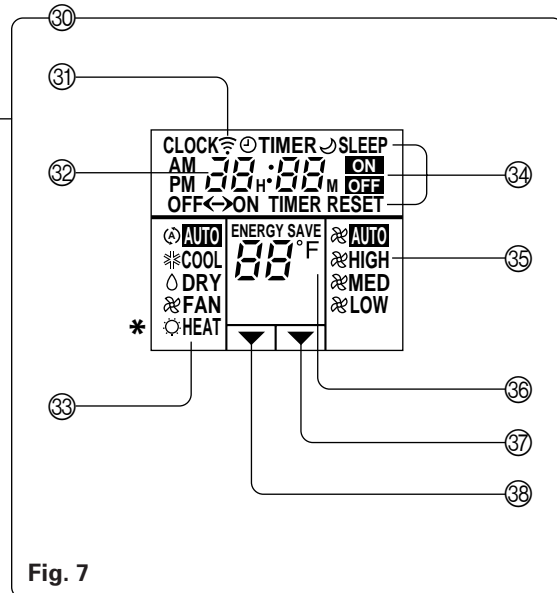 ㉚
㉛
CLOCK TIMER SLEEP
㉜ AM 38 H : 88 M ON ㉞
PM OFF
OFF<->ON TIMER RESET
(A) AUTO ENERGY SAVE AUTO
COOL 88°F HIGH ㉟
DRY MED
FAN LOW
* HEAT
㉝ ㊱
㊲
㊳
Fig. 7